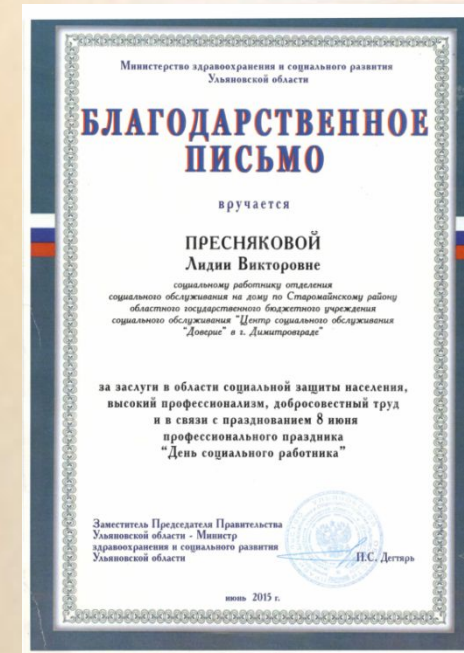 Министерство здравоохранения и социального развития
Ульяновской области
БЛАГОДАРСТВЕННОЕ
ПИСЬМО
вручается
ПРЕСНЯКОВОЙ
Лидии Викторовне
социальному работнику отделения
социального обслуживания на дому по Старомайнскому району
областного государственного бюджетного учреждения
социального обслуживания "Центр социального обслуживания
"Доверие" в г. Димитровграде"
за заслуги в области социальной защиты населения,
высокий профессионализм, добросовестный труд
и в связи с празднованием 8 июня
профессионального праздника
“День социального работника”
Заместитель Председателя Правительства
Ульяновской области - Министр
здравоохранения и социального развития
Ульяновской области
П.С. Дегтярь
июнь 2015 г.